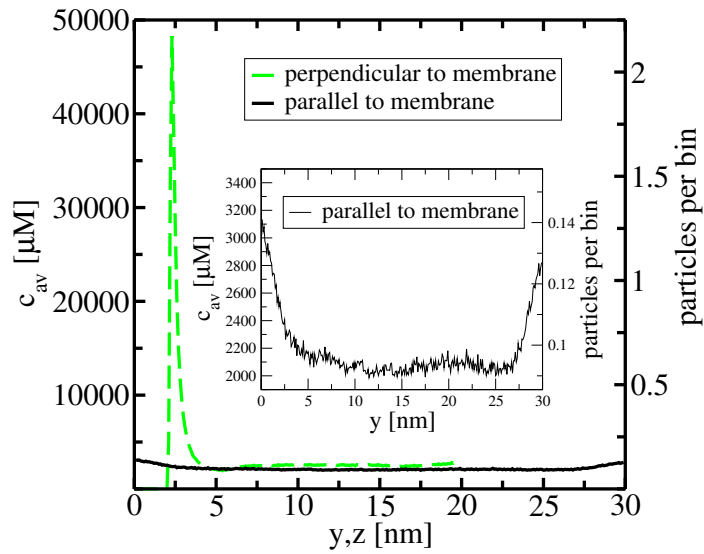 50000
40000
30000
20000
10000
c_av [μM]
0 5 10 15 20 25 30
y,z [nm]
2
1.5
1
0.5
particles per bin
perpendicular to membrane
parallel to membrane
3400
3200
3000
2800
2600
2400
2200
2000
c_av [μM]
parallel to membrane
0 5 10 15 20 25 30
y [nm]
0.14
0.12
0.1
particles per bin